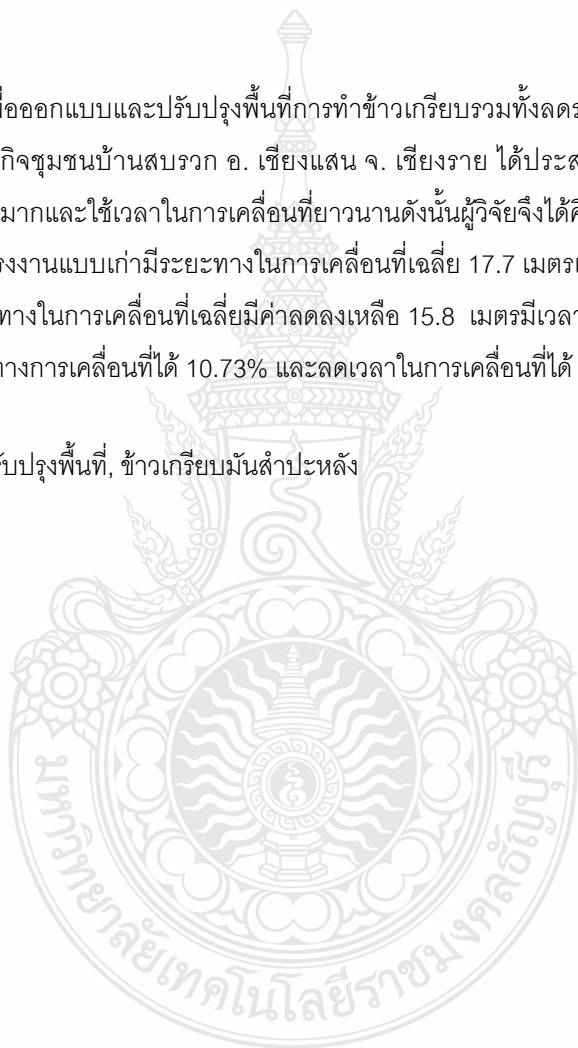 ื่อออกแบบและปรับปรุงพื้นที่การทำข้าวเกรียบรวมทั้งลดร
กิจชุมชนบ้านสบรวก อ. เชียงแสน จ. เชียงราย ได้ประส
มากและใช้เวลาในการเคลื่อนที่ยาวนานดังนั้นผู้วิจัยจึงได้ศึ
รงงานแบบเก่ามีระยะทางในการเคลื่อนที่เฉลี่ย 17.7 เมตรเ
ทางในการเคลื่อนที่เฉลี่ยมีค่าลดลงเหลือ 15.8 เมตรมีเวลา
ทางการเคลื่อนที่ได้ 10.73% และลดเวลาในการเคลื่อนที่ได้
รับปรุงพื้นที่, ข้าวเกรียบมันสำปะหลัง
มหาวิทยาลัยเทคโนโลยีราชมงคลธัญบุรี